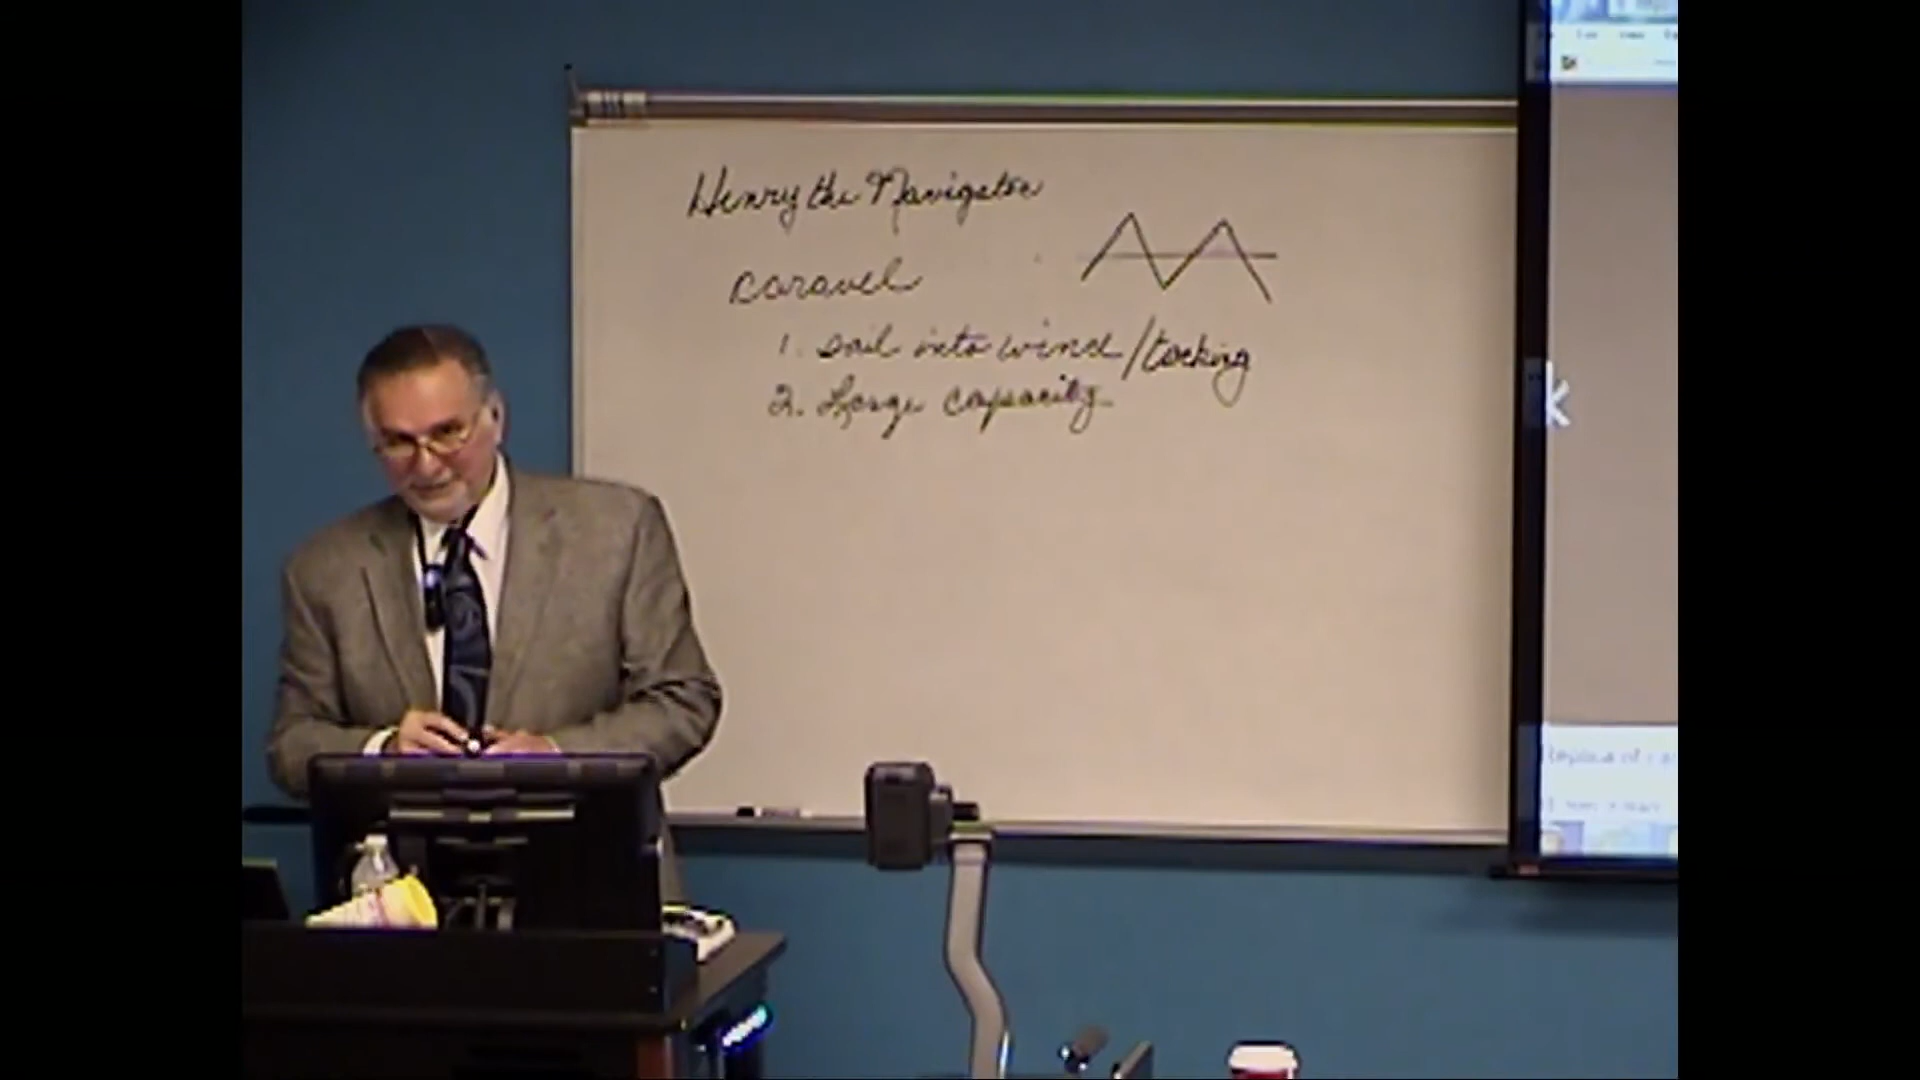 Henry the Navigator
caravel
1. sail into wind/tacking
2. Large capacity
k